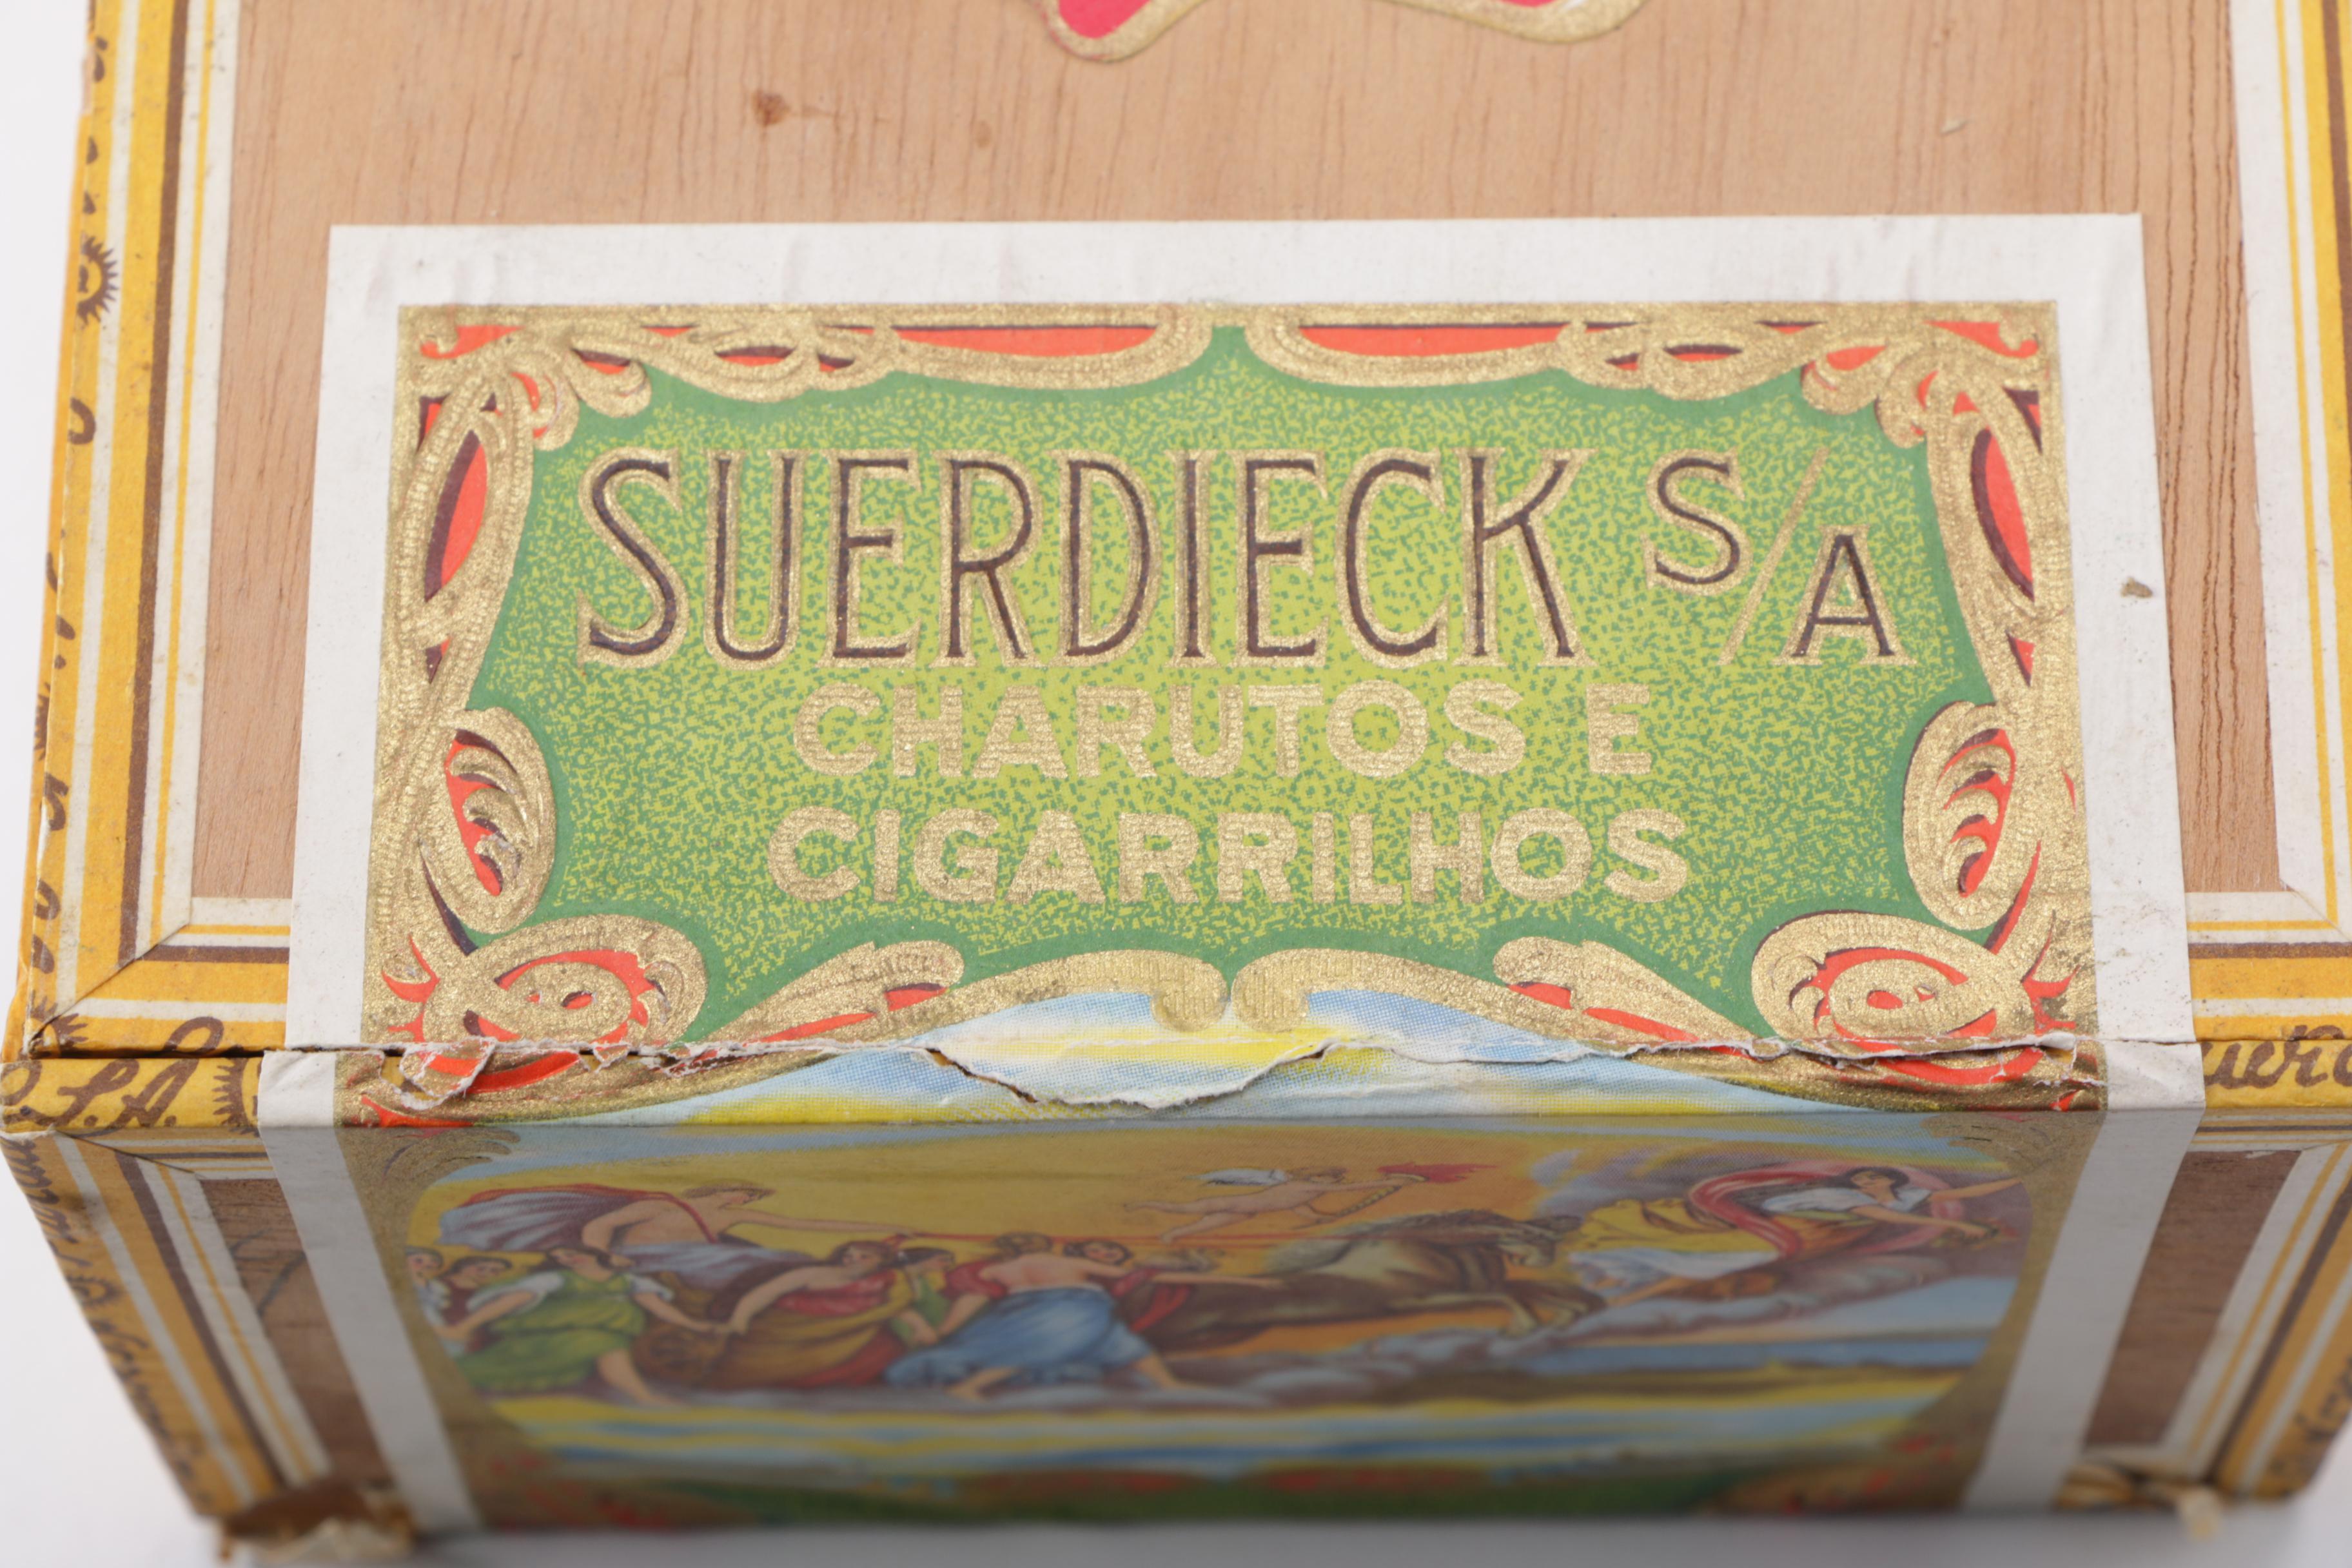 SUERDIECK S/A
CHARUTOS E
CIGARRILHOS
S.A.